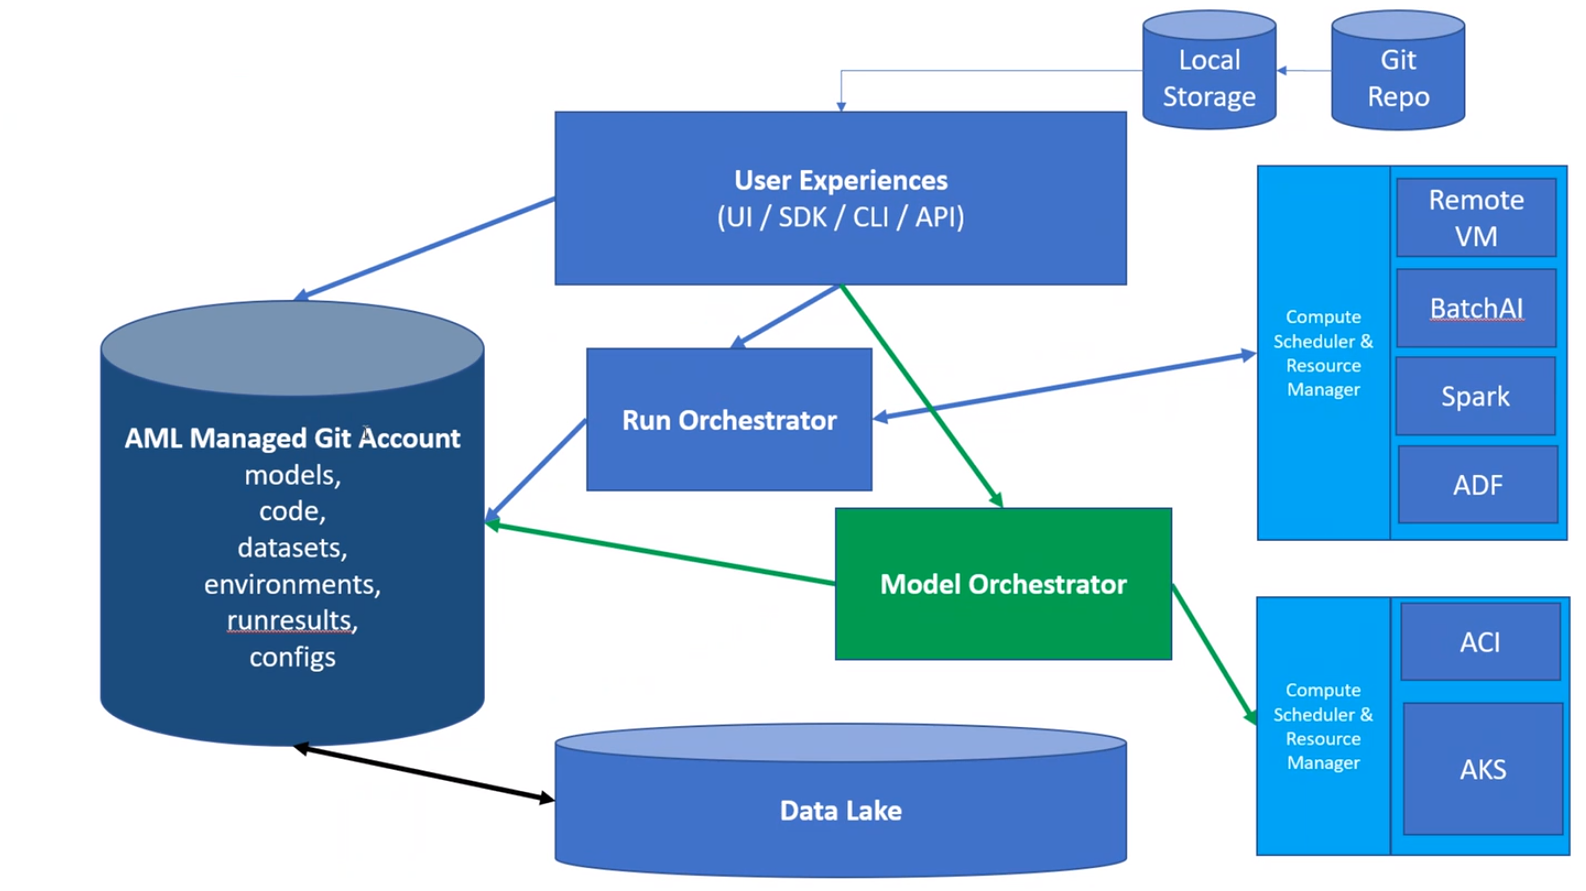 Local
Storage
Git
Repo
User Experiences
(UI / SDK / CLI / API)
Remote
VM
BatchAI
Spark
ADF
Compute
Scheduler &
Resource
Manager
Run Orchestrator
AML Managed Git Account
models,
code,
datasets,
environments,
runresults,
configs
Model Orchestrator
Compute
Scheduler &
Resource
Manager
ACI
AKS
Data Lake